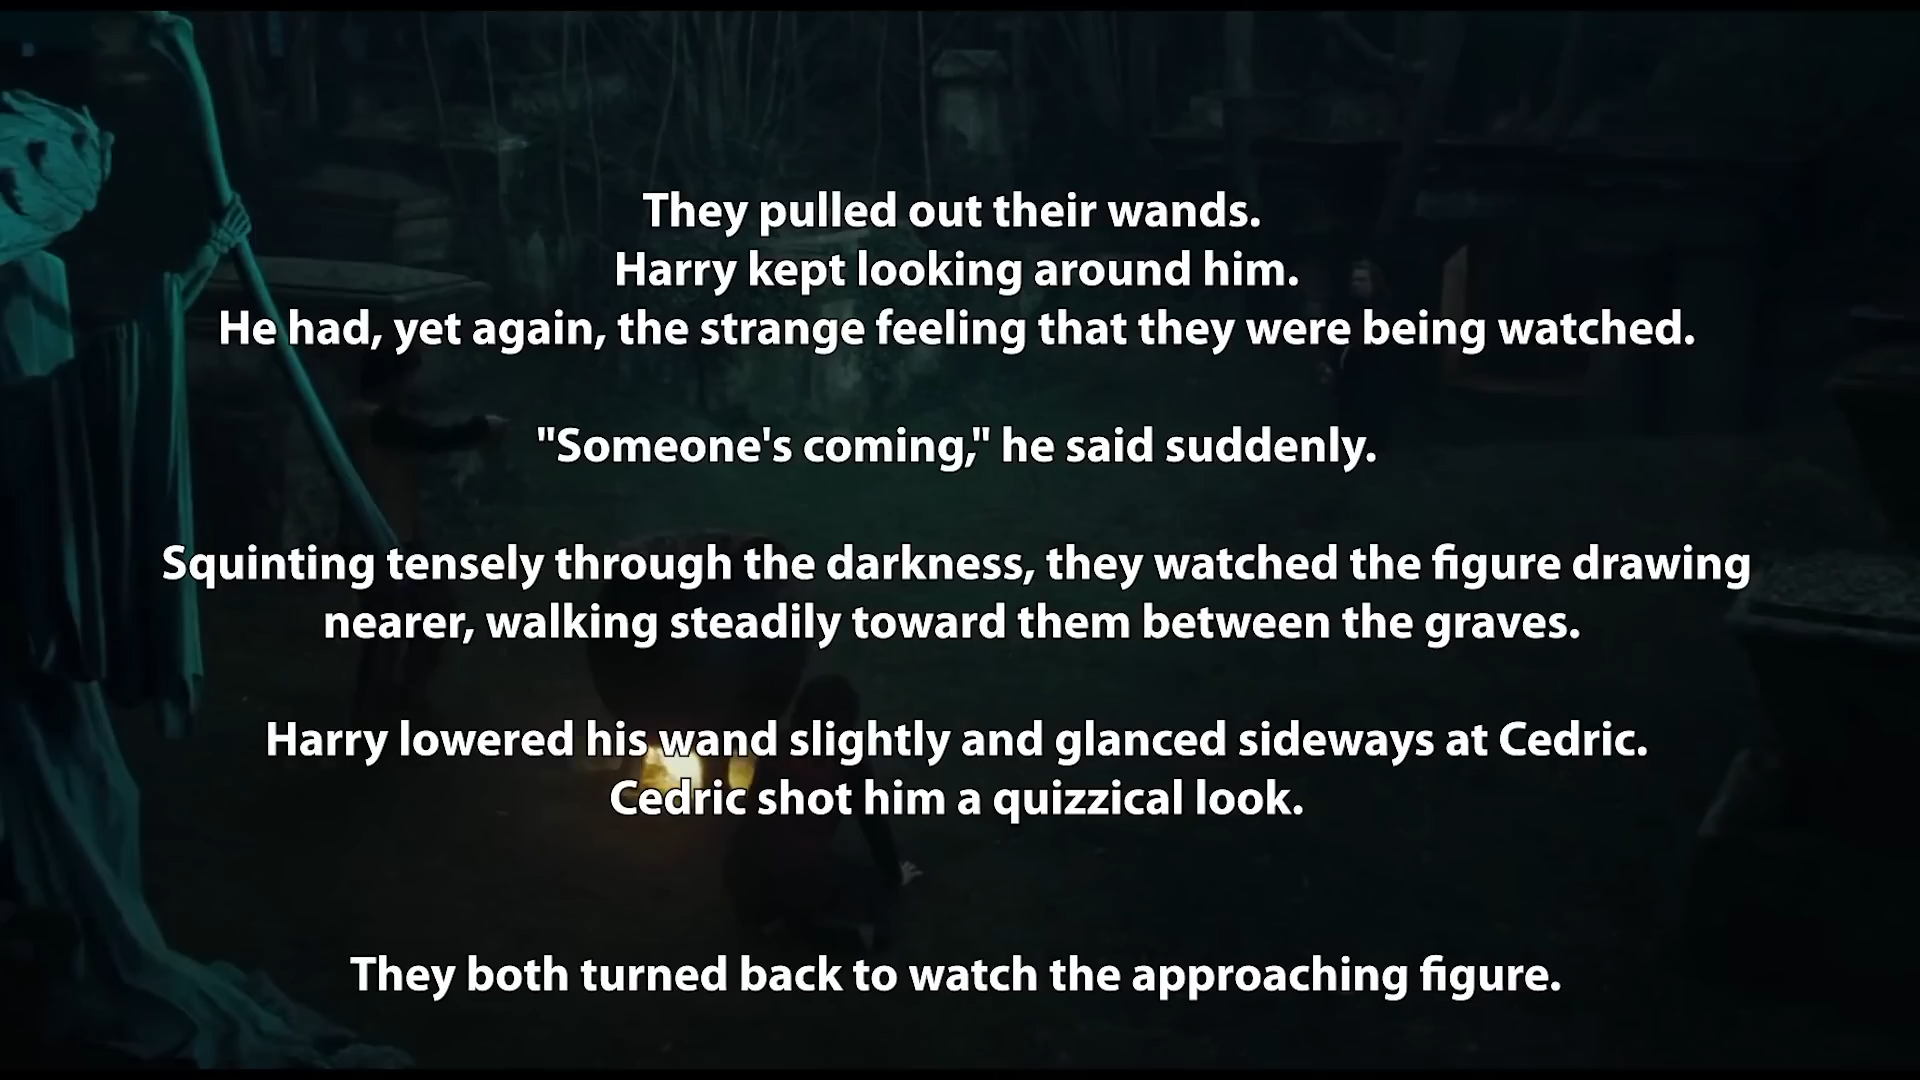 They pulled out their wands.
Harry kept looking around him.
He had, yet again, the strange feeling that they were being watched.
"Someone's coming," he said suddenly.
Squinting tensely through the darkness, they watched the figure drawing
nearer, walking steadily toward them between the graves.
Harry lowered his wand slightly and glanced sideways at Cedric.
Cedric shot him a quizzical look.
They both turned back to watch the approaching figure.